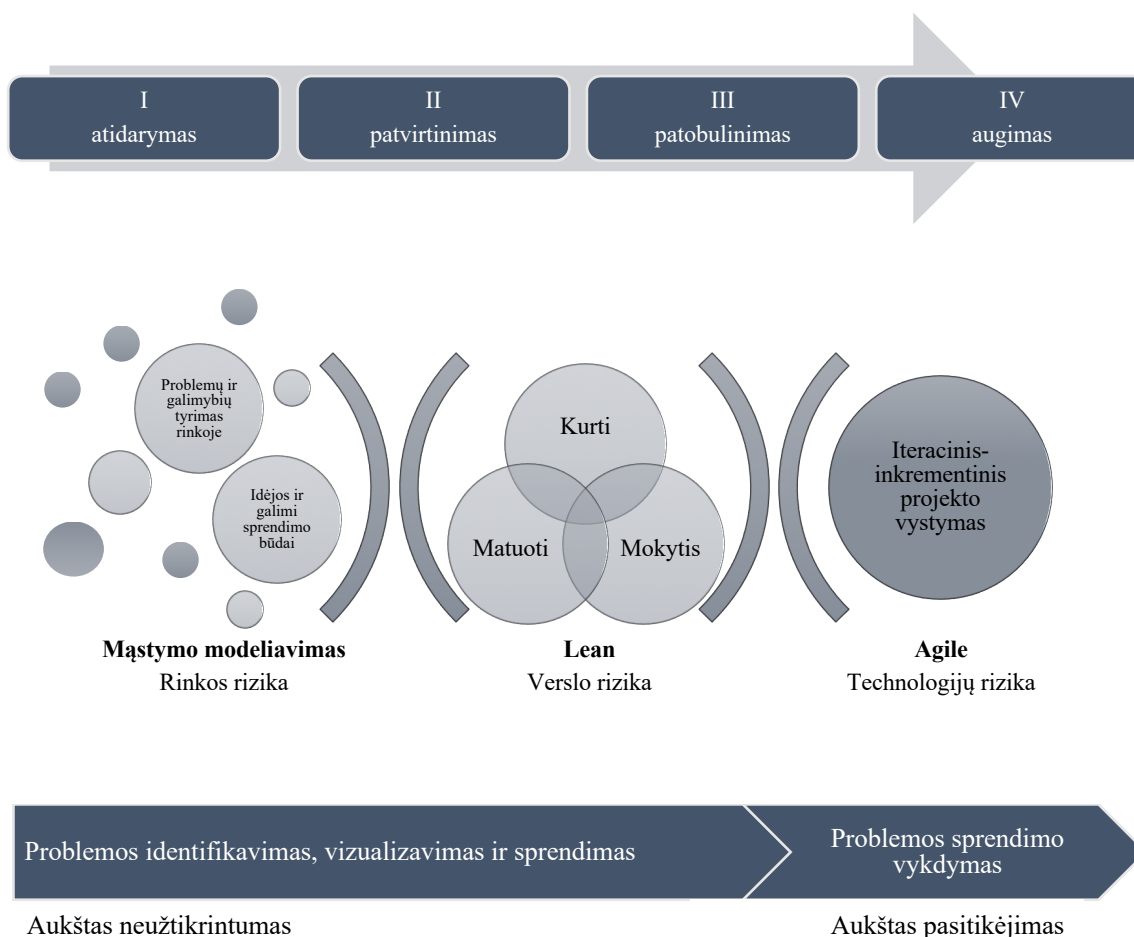 I
atidarymas
II
patvirtinimas
III
patobulinimas
IV
augimas
Problemų ir
galimybių
tyrimas
rinkoje
Idėjos ir
galimi
sprendimo
būdai
Kurti
Matuoti
Mokytis
Iteracinis-
inkrementinis
projekto
vystymas
Mąstymo modeliavimas
Rinkos rizika
Lean
Verslo rizika
Agile
Technologijų rizika
Problemos identifikavimas, vizualizavimas ir sprendimas
Problemos sprendimo
vykdymas
Aukštas neužtikrintumas
Aukštas pasitikėjimas